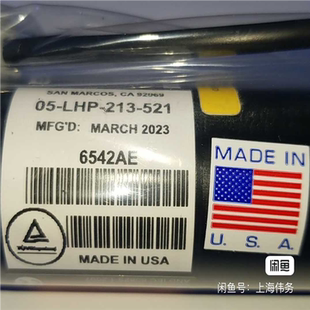 SAN MARCOS, CA 92069
05-LHP-213-521
MFG'D: MARCH 2023
6542AE
MADE IN USA
MADE IN
U. S. A.
闲鱼
闲鱼号：上海伟务